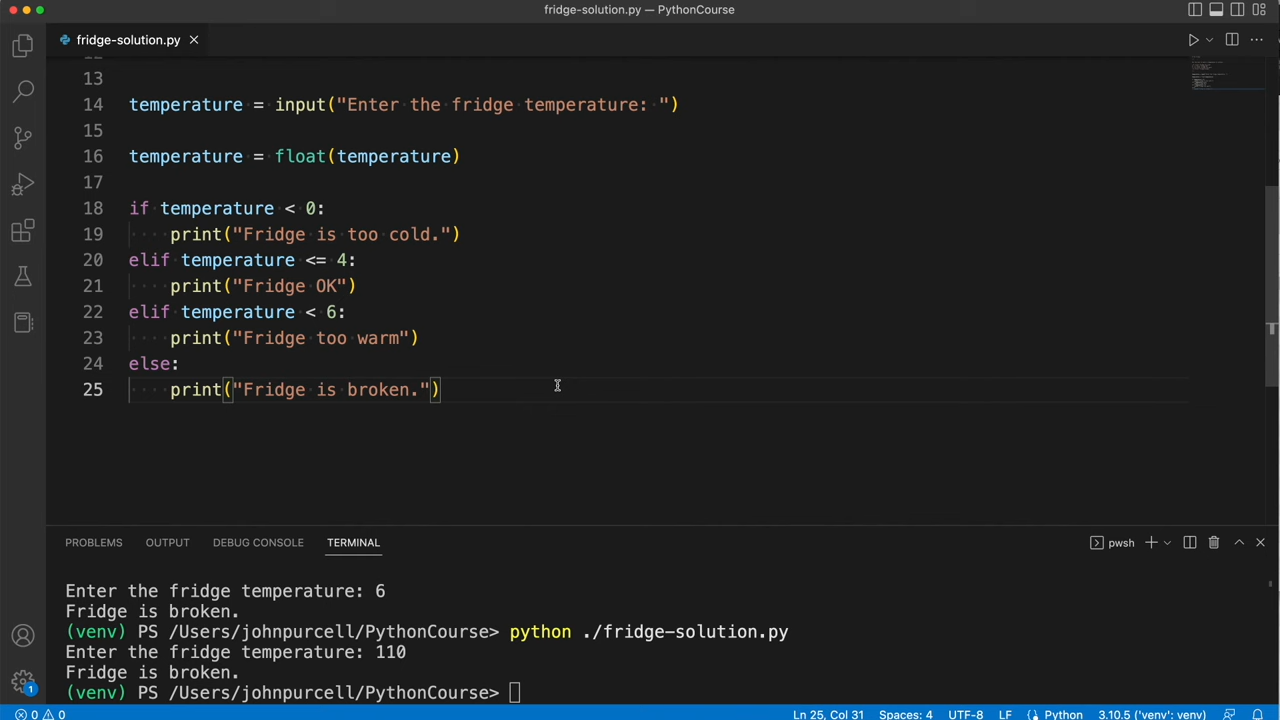 fridge-solution.py — PythonCourse
fridge-solution.py
13
14 temperature = input("Enter the fridge temperature: ")
15
16 temperature = float(temperature)
17
18 if temperature < 0:
19 print("Fridge is too cold.")
20 elif temperature <= 4:
21 print("Fridge OK")
22 elif temperature < 6:
23 print("Fridge too warm")
24 else:
25 print("Fridge is broken.")
PROBLEMS OUTPUT DEBUG CONSOLE TERMINAL pwsh
Enter the fridge temperature: 6
Fridge is broken.
(venv) PS /Users/johnpurcell/PythonCourse> python ./fridge-solution.py
Enter the fridge temperature: 110
Fridge is broken.
(venv) PS /Users/johnpurcell/PythonCourse>
1
0 0 Ln 25, Col 31 Spaces: 4 UTF-8 LF Python 3.10.5 ('venv': venv)